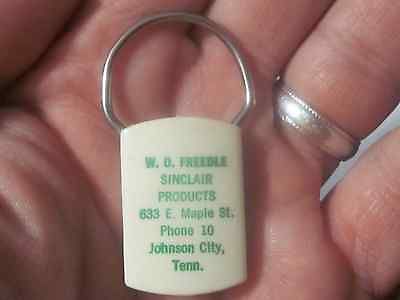 W. O. FREEDLE
SINCLAIR
PRODUCTS
633 E. Maple St.
Phone 10
Johnson City,
Tenn.